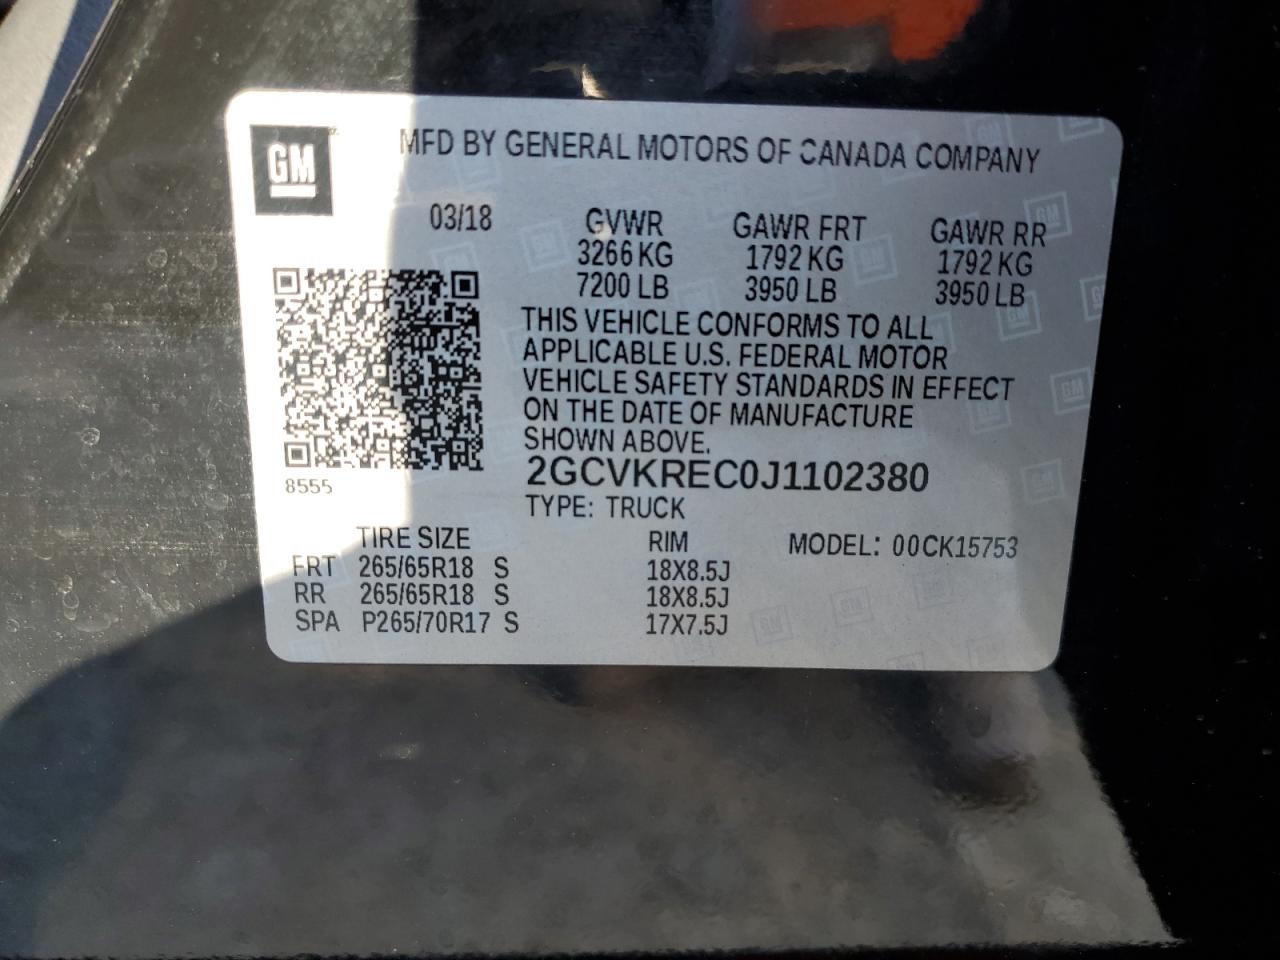 GM
MFD BY GENERAL MOTORS OF CANADA COMPANY
03/18 GVWR GAWR FRT GAWR RR
3266 KG 1792 KG 1792 KG
7200 LB 3950 LB 3950 LB
THIS VEHICLE CONFORMS TO ALL
APPLICABLE U.S. FEDERAL MOTOR
VEHICLE SAFETY STANDARDS IN EFFECT
ON THE DATE OF MANUFACTURE
SHOWN ABOVE.
2GCVKREC0J1102380
8555
TYPE: TRUCK
TIRE SIZE RIM MODEL: 00CK15753
FRT 265/65R18 S 18X8.5J
RR 265/65R18 S 18X8.5J
SPA P265/70R17 S 17X7.5J